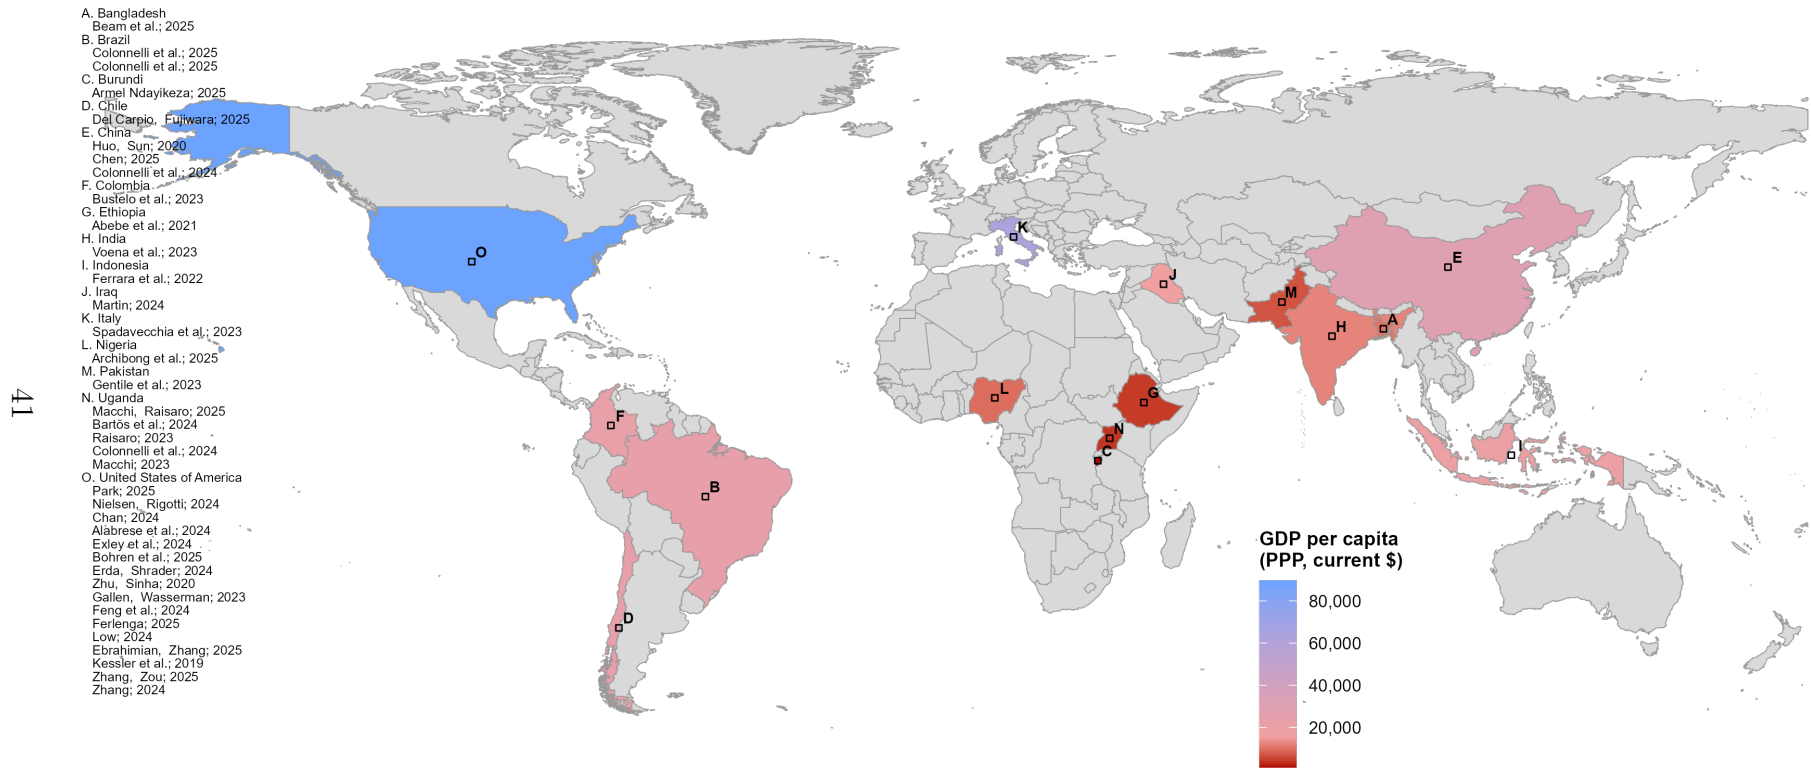 A. Bangladesh
Beam et al.; 2025
B. Brazil
Colonnelli et al.; 2025
Colonnelli et al.; 2025
C. Burundi
Armel Ndayikeza; 2025
D. Chile
Del Carpio, Fujiwara; 2025
E. China
Huo, Sun; 2020
Chen; 2025
Colonnelli et al.; 2024
F. Colombia
Bustelo et al.; 2023
G. Ethiopia
Abebe et al.; 2021
H. India
Voena et al.; 2023
I. Indonesia
Ferrara et al.; 2022
J. Iraq
Martin; 2024
K. Italy
Spadavecchia et al.; 2023
L. Nigeria
Archibong et al.; 2025
M. Pakistan
Gentile et al.; 2023
N. Uganda
Macchi, Raisaro; 2025
Bartos et al.; 2024
Raisaro; 2023
Colonnelli et al.; 2024
Macchi; 2023
O. United States of America
Park; 2025
Nielsen, Rigotti; 2024
Chan; 2024
Alabrese et al.; 2024
Exley et al.; 2024
Bohren et al.; 2025
Erda, Shrader; 2024
Zhu, Sinha; 2020
Gallen, Wasserman; 2023
Feng et al.; 2024
Ferlenga; 2025
Low; 2024
Ebrahimian, Zhang; 2025
Kessler et al.; 2019
Zhang, Zou; 2025
Zhang; 2024
41
O
K
J
E
M
H
A
L
G
N
C
F
I
B
D
GDP per capita
(PPP, current $)
80,000
60,000
40,000
20,000